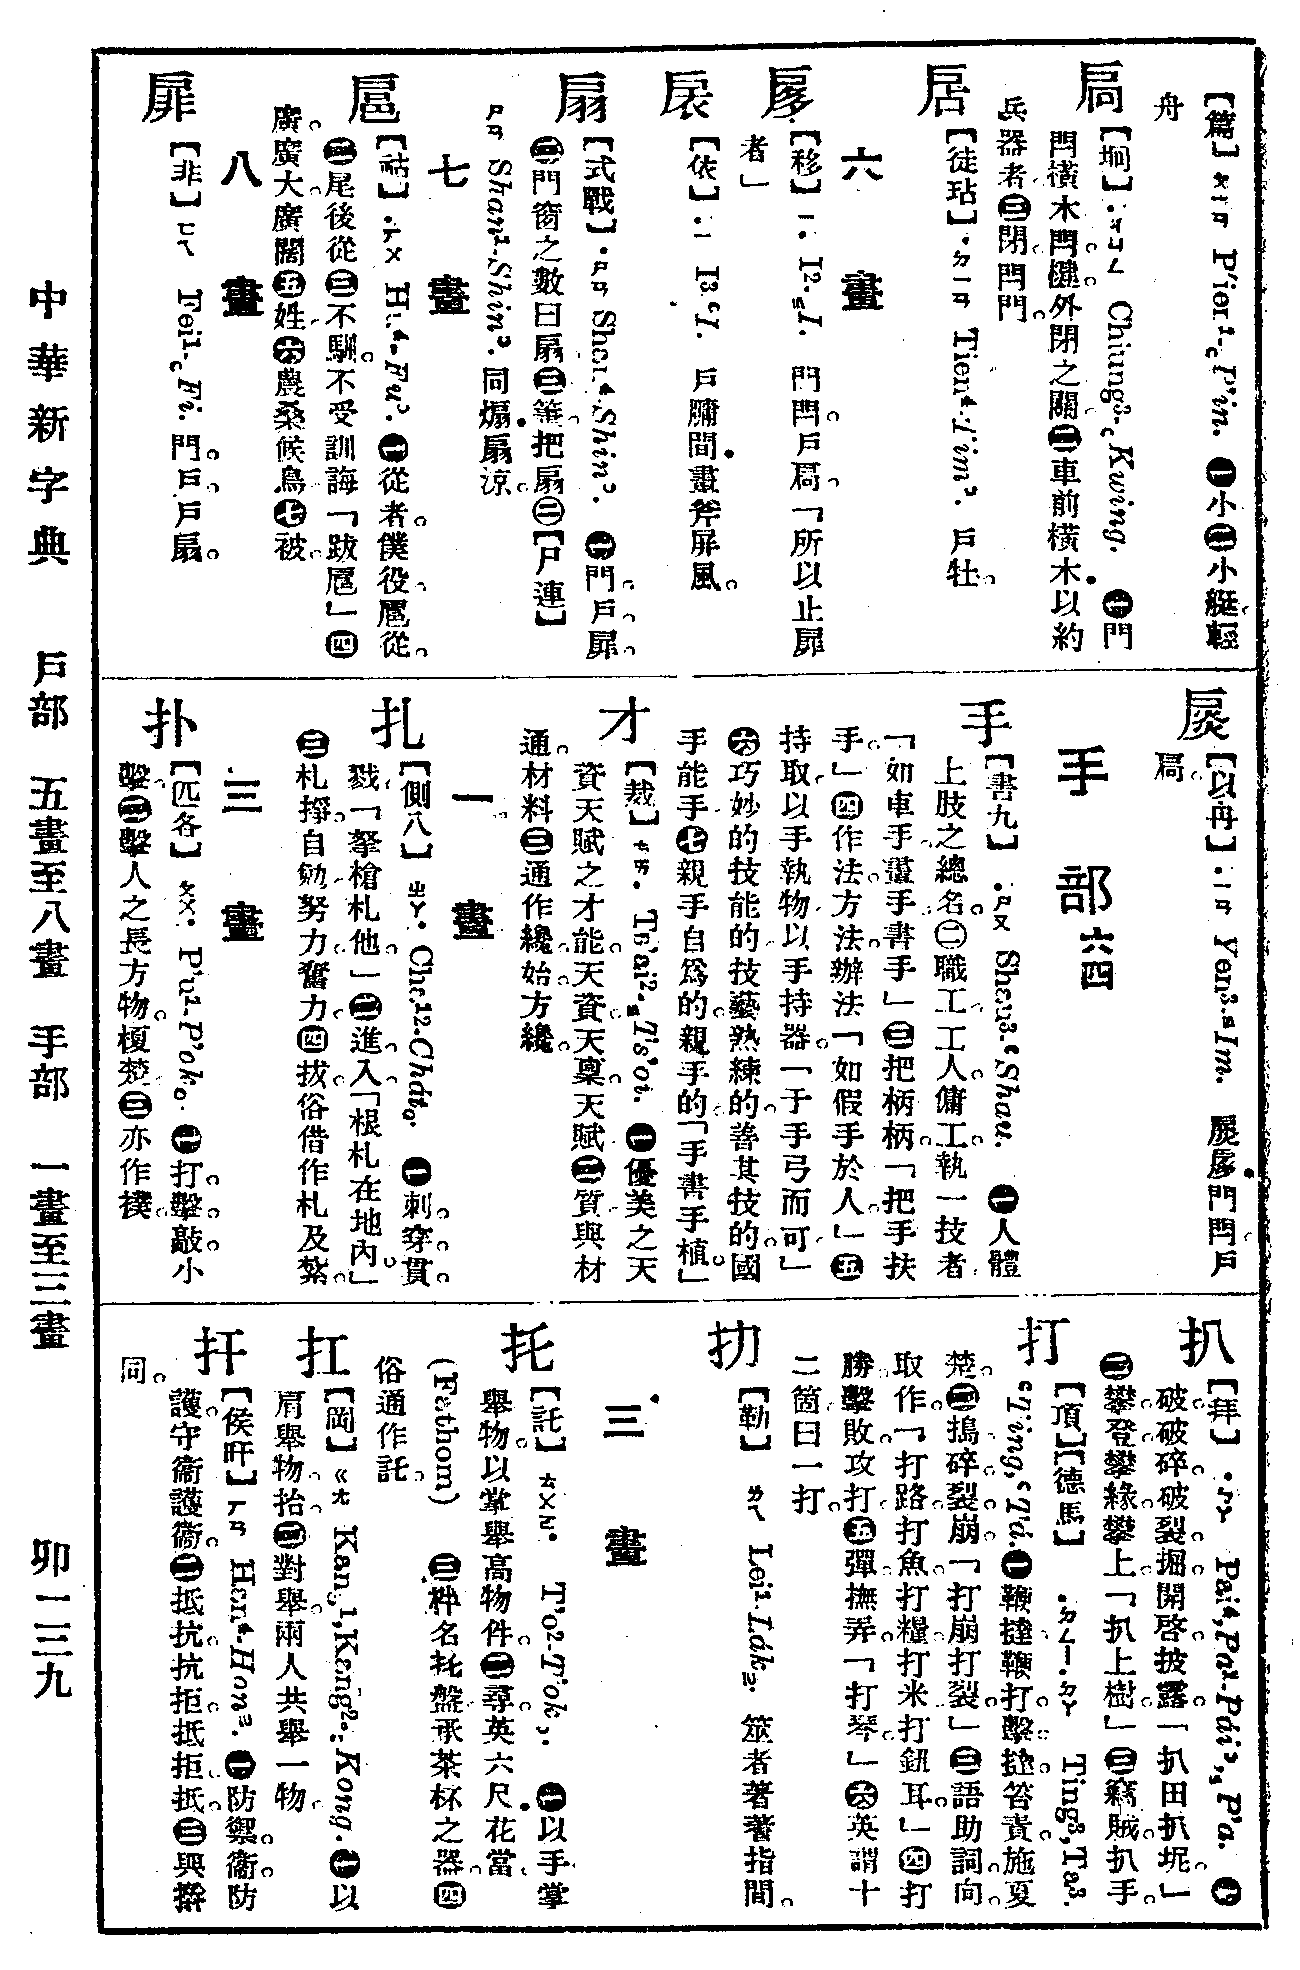 【篇】ㄆㄧㄢ P'ien¹-꜀P'in. ㊀小㊁小艇輕
舟
扃
【坰】.ㄐㄩㄥ Chiung³-꜀Kwing. ㊀門
閂橫木閂楗外閉之關㊁車前橫木以約
兵器者㊂閉閂門
扂
【徒玷】.ㄉㄧㄢ Tien⁴-Tim². 戶牡
六畫
扅
【移】ㄧ. I²-꜁I. 門閂戶扃「所以止扉
者」
扆
【依】.ㄧ I³-꜂I. 戶牖間畫斧屏風
扇
【式戰】.ㄕㄢ Shan⁴-Shin³. ㊀門戶扉
㊁門窗之數曰扇㊂箑把扇㊁【尸連】
ㄕㄢ Shan¹-Shin³. 同煽扇涼
七畫
扈
【祜】.ㄏㄨ Hu⁴-Fu². ㊀從者僕役扈從
㊁尾後從㊂不馴不受訓誨「跋扈」㊃
廣廣大廣闊㊄姓㊅農桑候鳥㊆被
八畫
扉
【非】ㄈㄟ Fei¹-꜀Fi. 門戶戶扇
扊
【以冉】.ㄧㄢ Yen³-꜃Im. 扊扅門閂戶
扃
手部六四
手
【書九】.ㄕㄡ Shou³-꜂Shau. ㊀人體
上肢之總名㊁職工工人傭工執一技者
「如車手畫手書手」㊂把柄柄「把手扶
手」㊃作法方法辦法「如假手於人」㊄
持取以手執物以手持器「于手弓而可」
㊅巧妙的技能的技藝熟練的善其技的國
手能手㊆親手自爲的親手的「手書手植」
才
【裁】ㄘㄞ. Ts'ai²-꜁Ts'oi. ㊀優美之天
資天賦之才能天資天稟天賦㊁質與材
通材料㊂通作纔始方纔
一畫
扎
【側八】ㄓㄚ. Cha¹²-Chát。. ㊀刺穿貫
戮「拏槍札他」㊁進入「根札在地內」
㊂札掙自勉努力奮力㊃拔俗借作札及紮
二畫
扑
【匹各】ㄆㄨ. P'u¹-P'ok。. ㊀打擊敲小
擊㊁擊人之長方物榎楚㊂亦作撲
扒
【拜】.ㄅㄚ Pai⁴,Pa¹-Pái³,꜁P'a. ㊀
破破碎破裂掘開啓披露「扒田扒坭」
㊁攀登攀緣攀上「扒上樹」㊂竊賊扒手
打
【頂】【德馬】.ㄉㄥㄧ.ㄉㄚ Ting³,Ta³.
꜂Ting,꜂Tá.㊀鞭撻鞭打擊撻笞責施夏
楚㊁搗碎裂崩「打崩打裂」㊂語助詞向
取作「打路打魚打糧打米打鈕耳」㊃打
勝擊敗攻打㊄彈撫弄「打琴」㊅英謂十
二箇曰一打
扐
【勒】ㄌㄟ Lei¹-Lák₂. 筮者著蓍指間
三畫
托
【託】ㄊㄨㄛ. T'o²-T'ok,. ㊀以手掌
舉物以掌舉高物件㊁尋英六尺花當
(Fathom) ㊂柈名托盤承茶杯之器㊃
俗通作託
扛
【岡】ㄍㄤ Kang¹,Kang²-꜀Kong. ㊀以
肩舉物抬㊁對舉兩人共舉一物
扞
【侯旰】ㄏㄢ Han⁴-Hon². ㊀防禦衞防
護守衞護衞㊁抵抗抗拒抵拒抵㊂與擀
同
中華新字典 戶部 五畫至八畫 手部 一畫至三畫 卯一三九